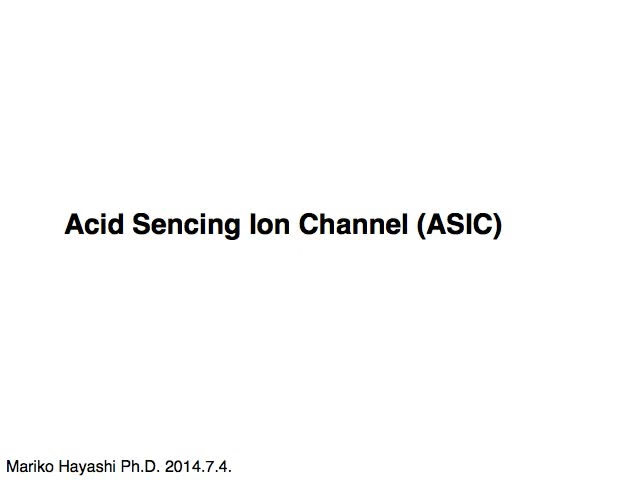 Acid Sencing Ion Channel (ASIC)
Mariko Hayashi Ph.D. 2014.7.4.